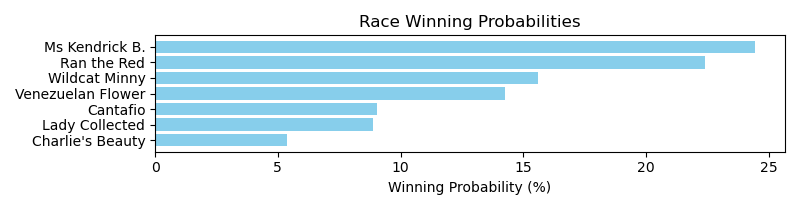 Race Winning Probabilities
Ms Kendrick B.
Ran the Red
Wildcat Minny
Venezuelan Flower
Cantafio
Lady Collected
Charlie's Beauty
0 5 10 15 20 25
Winning Probability (%)